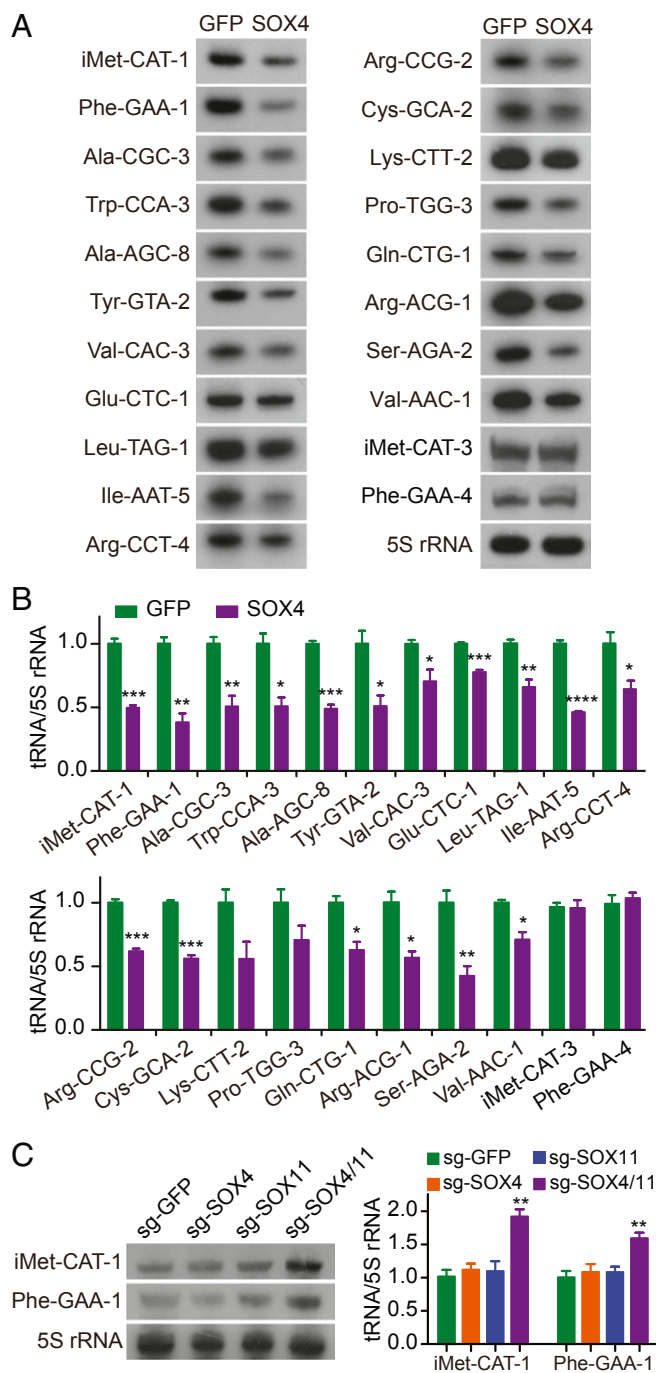 A
GFP SOX4
iMet-CAT-1
Phe-GAA-1
Ala-CGC-3
Trp-CCA-3
Ala-AGC-8
Tyr-GTA-2
Val-CAC-3
Glu-CTC-1
Leu-TAG-1
Ile-AAT-5
Arg-CCT-4
GFP SOX4
Arg-CCG-2
Cys-GCA-2
Lys-CTT-2
Pro-TGG-3
Gln-CTG-1
Arg-ACG-1
Ser-AGA-2
Val-AAC-1
iMet-CAT-3
Phe-GAA-4
5S rRNA
B
GFP SOX4
tRNA/5S rRNA
1.0
0.5
0.0
*** ** ** * *** * * *** ** **** *
iMet-CAT-1
Phe-GAA-1
Ala-CGC-3
Trp-CCA-3
Ala-AGC-8
Tyr-GTA-2
Val-CAC-3
Glu-CTC-1
Leu-TAG-1
Ile-AAT-5
Arg-CCT-4
tRNA/5S rRNA
1.0
0.5
0.0
*** *** * * ** *
Arg-CCG-2
Cys-GCA-2
Lys-CTT-2
Pro-TGG-3
Gln-CTG-1
Arg-ACG-1
Ser-AGA-2
Val-AAC-1
iMet-CAT-3
Phe-GAA-4
C
sg-GFP
sg-SOX4
sg-SOX11
sg-SOX4/11
iMet-CAT-1
Phe-GAA-1
5S rRNA
sg-GFP sg-SOX11
sg-SOX4 sg-SOX4/11
tRNA/5S rRNA
2.0
1.5
1.0
0.5
0.0
** **
iMet-CAT-1 Phe-GAA-1